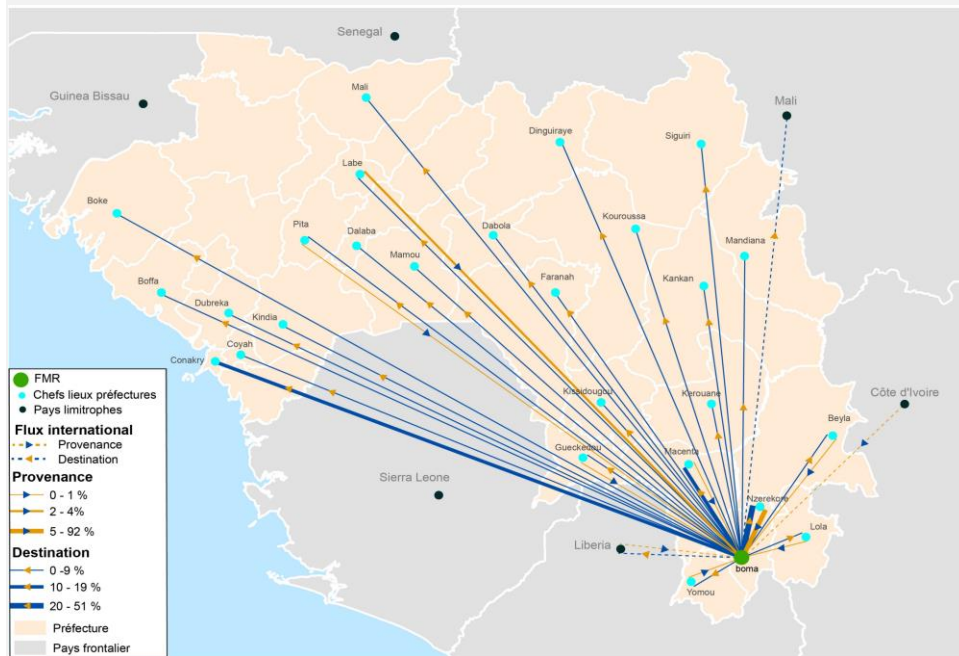 Senegal
Guinea Bissau
Mali
Mali
Dinguiraye
Siguiri
Labe
Boke
Pita
Dalaba
Dabola
Kouroussa
Mandiana
Mamou
Boffa
Faranah
Kankan
Dubreka
Kindia
Coyah
Conakry
Kissidougou
Kerouane
Côte d'Ivoire
Beyla
Gueckedou
Macenta
Sierra Leone
Nzerekore
Lola
Liberia
boma
Yomou
FMR
Chefs lieux préfectures
Pays limitrophes
Flux international
Provenance
Destination
Provenance
0 - 1 %
2 - 4%
5 - 92 %
Destination
0 -9 %
10 - 19 %
20 - 51 %
Préfecture
Pays frontalier